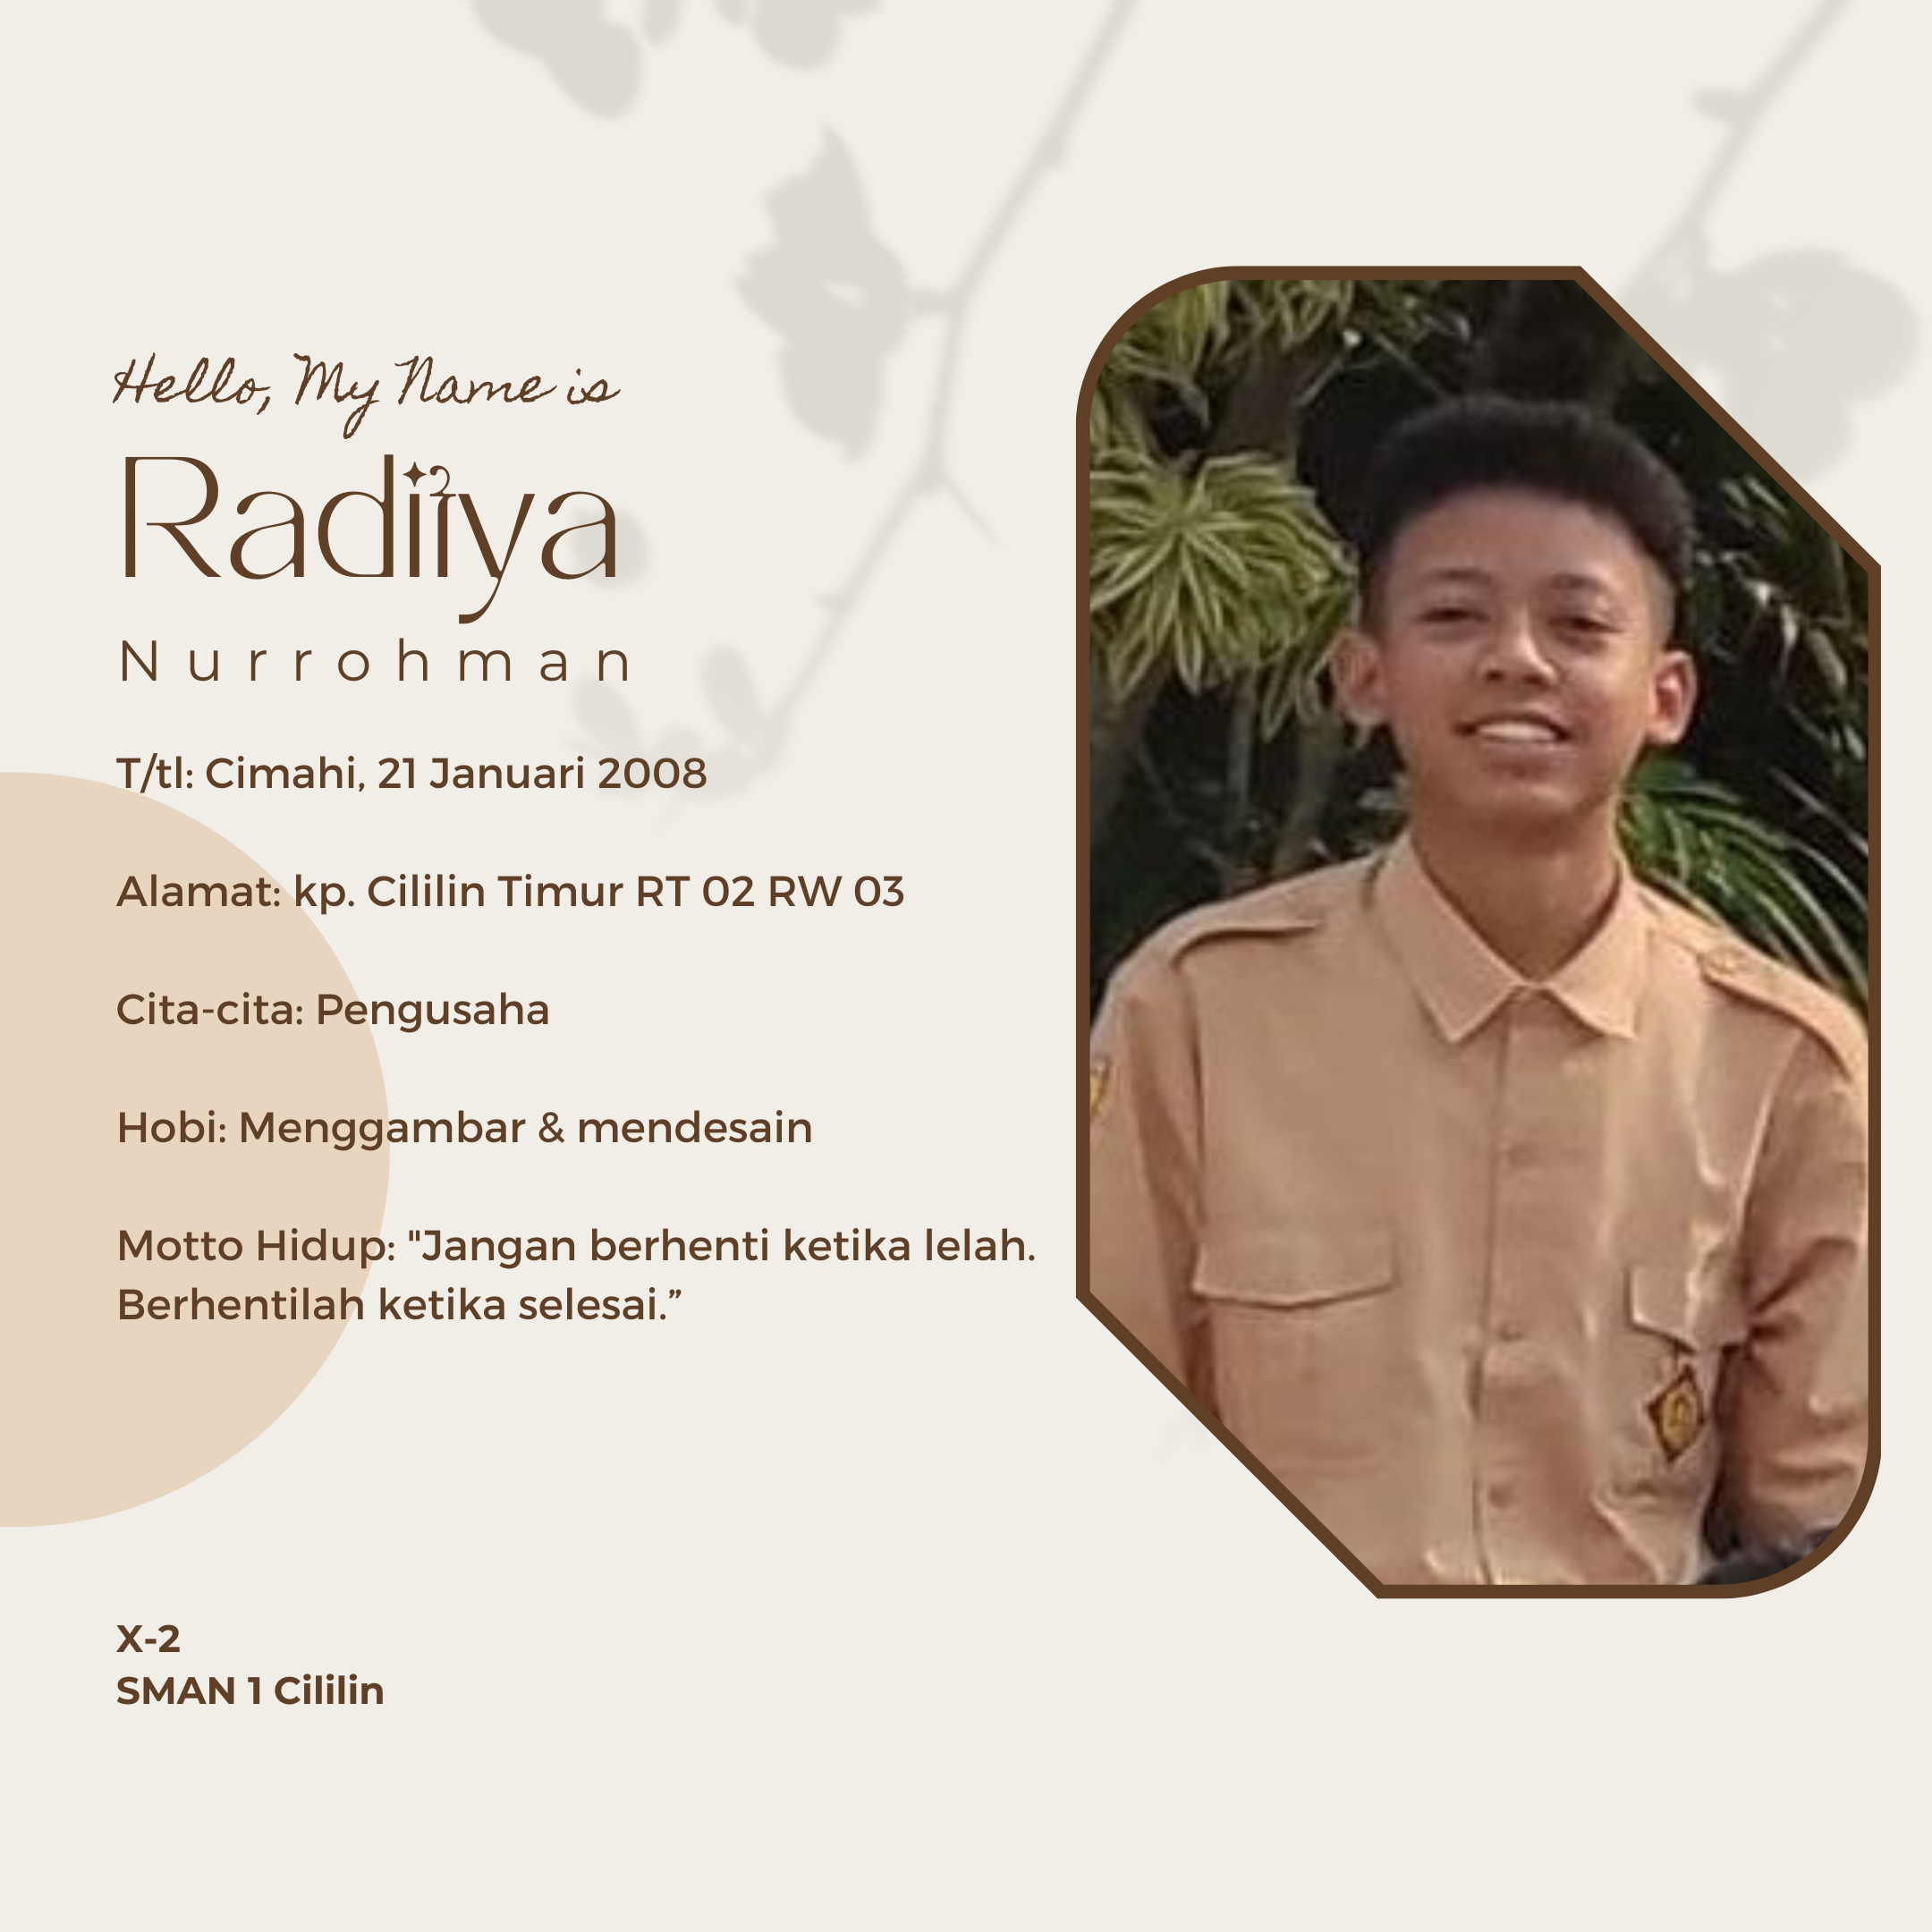 Hello, My Name is
Raditya
Nurrohman
T/tl: Cimahi, 21 Januari 2008
Alamat: kp. Cililin Timur RT 02 RW 03
Cita-cita: Pengusaha
Hobi: Menggambar & mendesain
Motto Hidup: "Jangan berhenti ketika lelah.
Berhentilah ketika selesai.”
X-2
SMAN 1 Cililin